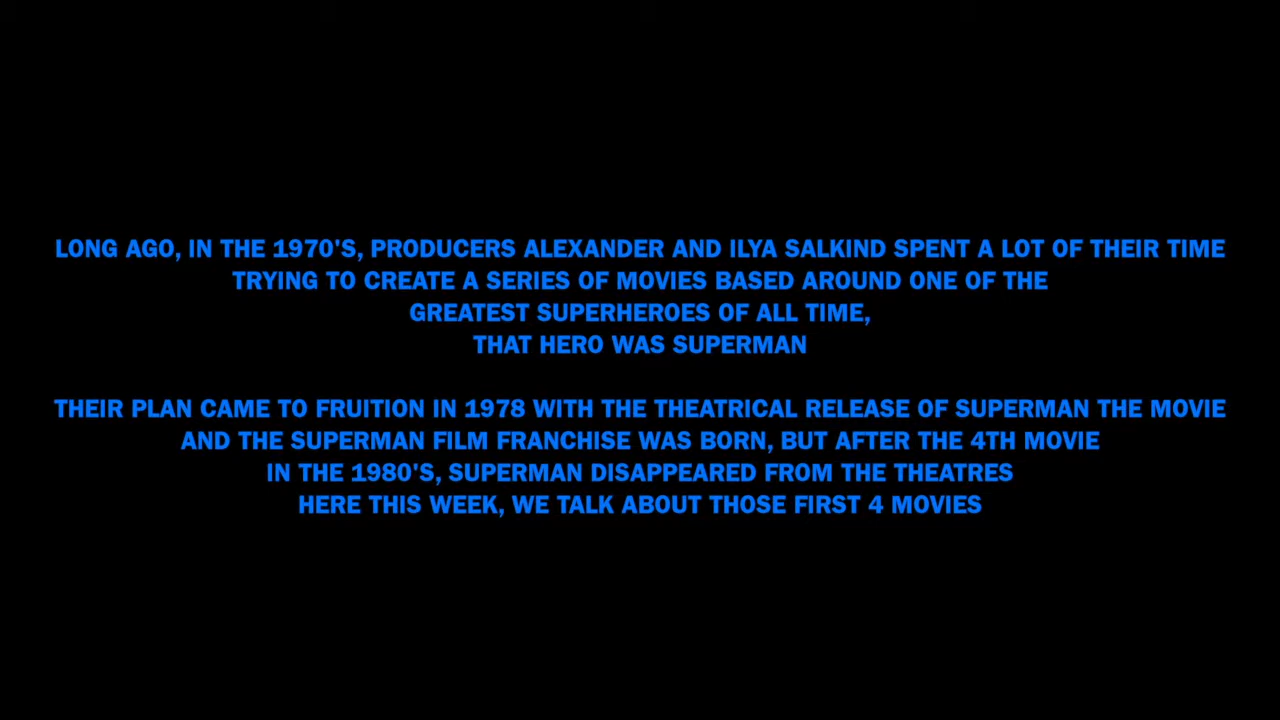 LONG AGO, IN THE 1970'S, PRODUCERS ALEXANDER AND ILYA SALKIND SPENT A LOT OF THEIR TIME
TRYING TO CREATE A SERIES OF MOVIES BASED AROUND ONE OF THE
GREATEST SUPERHEROES OF ALL TIME,
THAT HERO WAS SUPERMAN
THEIR PLAN CAME TO FRUITION IN 1978 WITH THE THEATRICAL RELEASE OF SUPERMAN THE MOVIE
AND THE SUPERMAN FILM FRANCHISE WAS BORN, BUT AFTER THE 4TH MOVIE
IN THE 1980'S, SUPERMAN DISAPPEARED FROM THE THEATRES
HERE THIS WEEK, WE TALK ABOUT THOSE FIRST 4 MOVIES